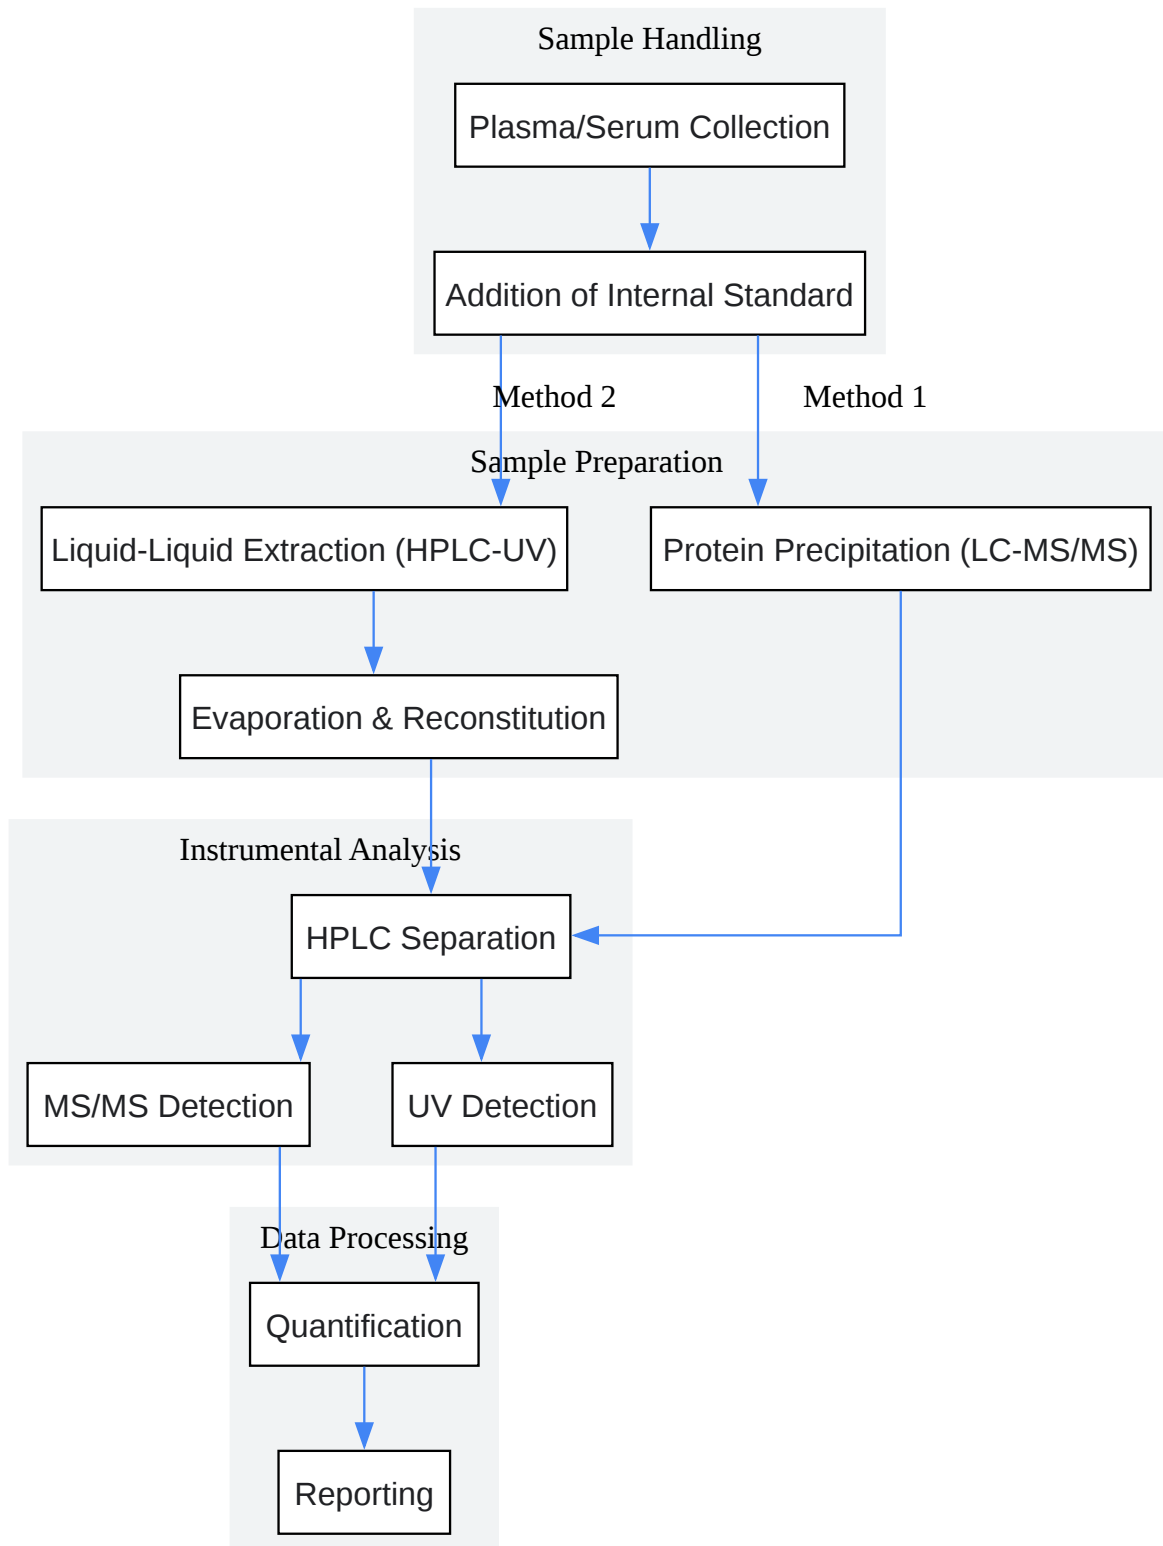 Sample Handling
Plasma/Serum Collection
Addition of Internal Standard
Method 2
Method 1
Sample Preparation
Liquid-Liquid Extraction (HPLC-UV)
Protein Precipitation (LC-MS/MS)
Evaporation & Reconstitution
Instrumental Analysis
HPLC Separation
MS/MS Detection
UV Detection
Data Processing
Quantification
Reporting